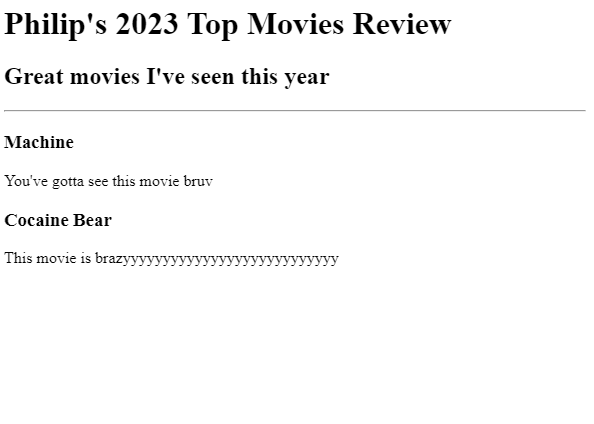 Philip's 2023 Top Movies Review
Great movies I've seen this year
Machine
You've gotta see this movie bruv
Cocaine Bear
This movie is brazyyyyyyyyyyyyyyyyyyyyyyyyyyy